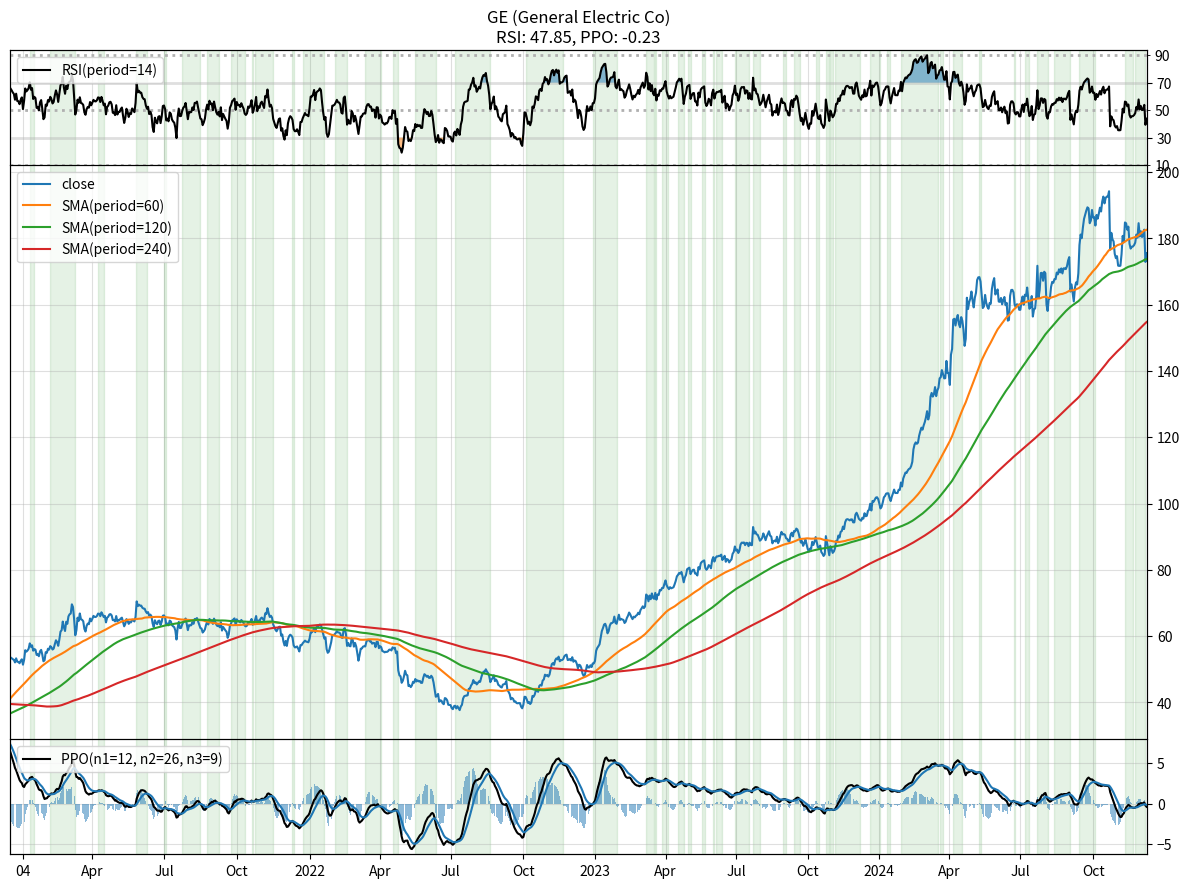 GE (General Electric Co)
RSI: 47.85, PPO: -0.23
RSI(period=14)
90
70
50
30
10
close
SMA(period=60)
SMA(period=120)
SMA(period=240)
200
180
160
140
120
100
80
60
40
PPO(n1=12, n2=26, n3=9)
5
0
−5
04 Apr Jul Oct 2022 Apr Jul Oct 2023 Apr Jul Oct 2024 Apr Jul Oct